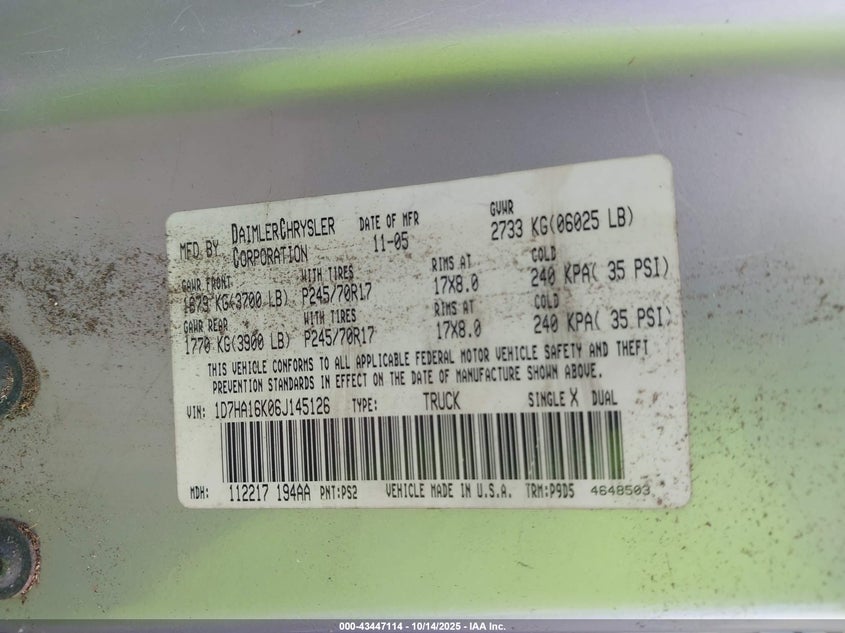 MFD BY DAIMLERCHRYSLER CORPORATION DATE OF MFR 11-05 GVWR 2733 KG(06025 LB)
GAWR FRONT WITH TIRES RIMS AT COLD
1679 KG(3700 LB) P245/70R17 17X8.0 240 KPA( 35 PSI)
GAWR REAR WITH TIRES RIMS AT COLD
1770 KG(3900 LB) P245/70R17 17X8.0 240 KPA( 35 PSI)
THIS VEHICLE CONFORMS TO ALL APPLICABLE FEDERAL MOTOR VEHICLE SAFETY AND THEFT
PREVENTION STANDARDS IN EFFECT ON THE DATE OF MANUFACTURE SHOWN ABOVE.
VIN: 1D7HA16K06J145126 TYPE: TRUCK SINGLE X DUAL
MDH: 112217 194AA PNT:PS2 VEHICLE MADE IN U.S.A. TRM:P9D5 4648503
000-43447114 - 10/14/2025 - IAA Inc.